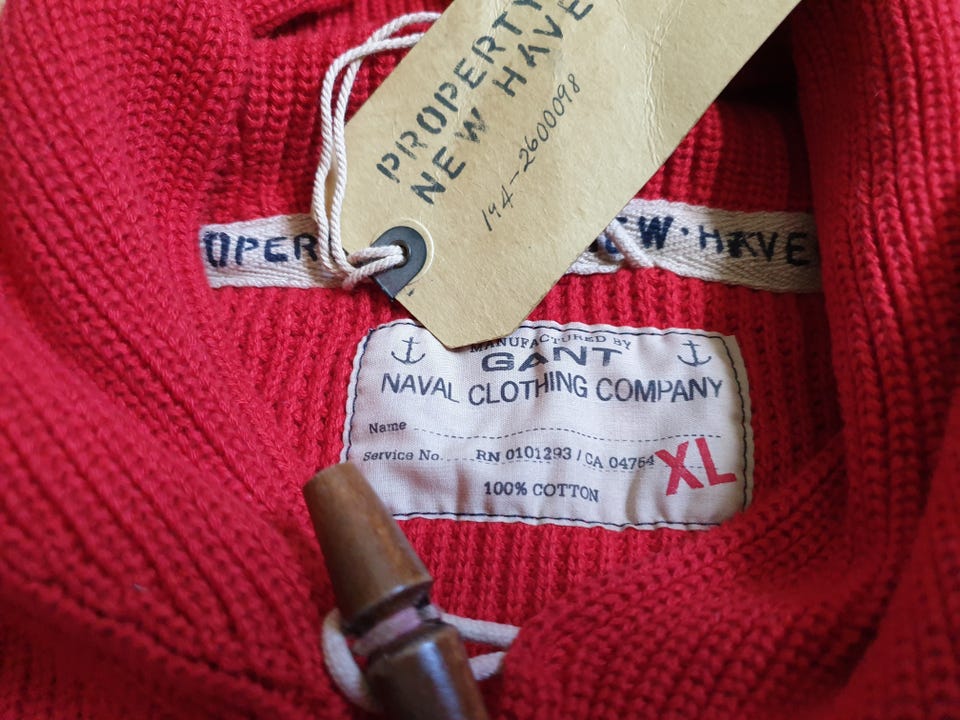 PROPERTY
NEW HAVE
194-2600098
OPER EW·HAVE
MANUFACTURED BY
GANT
NAVAL CLOTHING COMPANY
Name
Service No. RN 0101293 / CA 04754
XL
100% COTTON